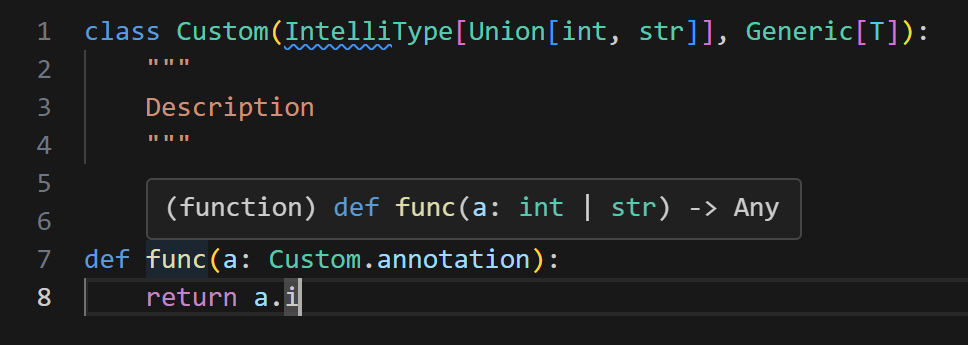 1 class Custom(IntelliType[Union[int, str]], Generic[T]):
2 """
3 Description
4 """
5
(function) def func(a: int | str) -> Any
6
7 def func(a: Custom.annotation):
8 return a.i